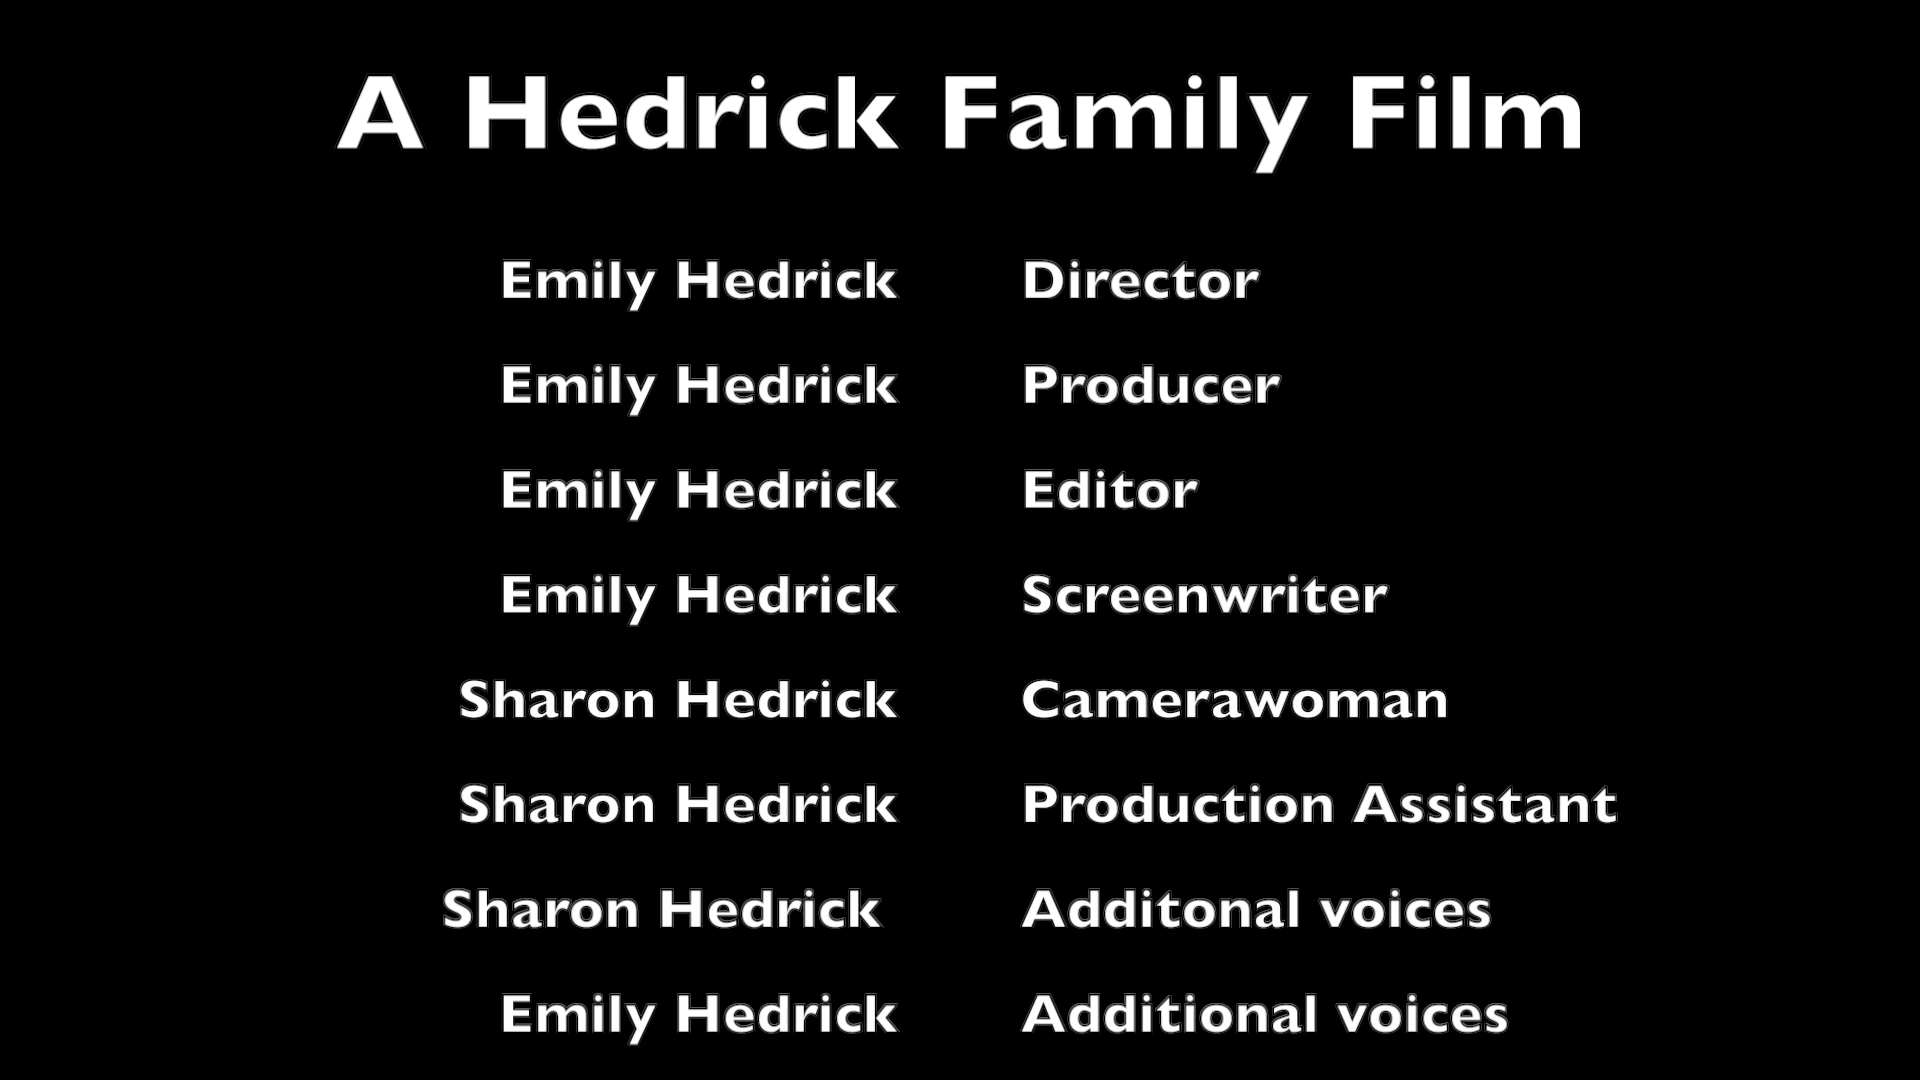 A Hedrick Family Film
Emily Hedrick Director
Emily Hedrick Producer
Emily Hedrick Editor
Emily Hedrick Screenwriter
Sharon Hedrick Camerawoman
Sharon Hedrick Production Assistant
Sharon Hedrick Additonal voices
Emily Hedrick Additional voices